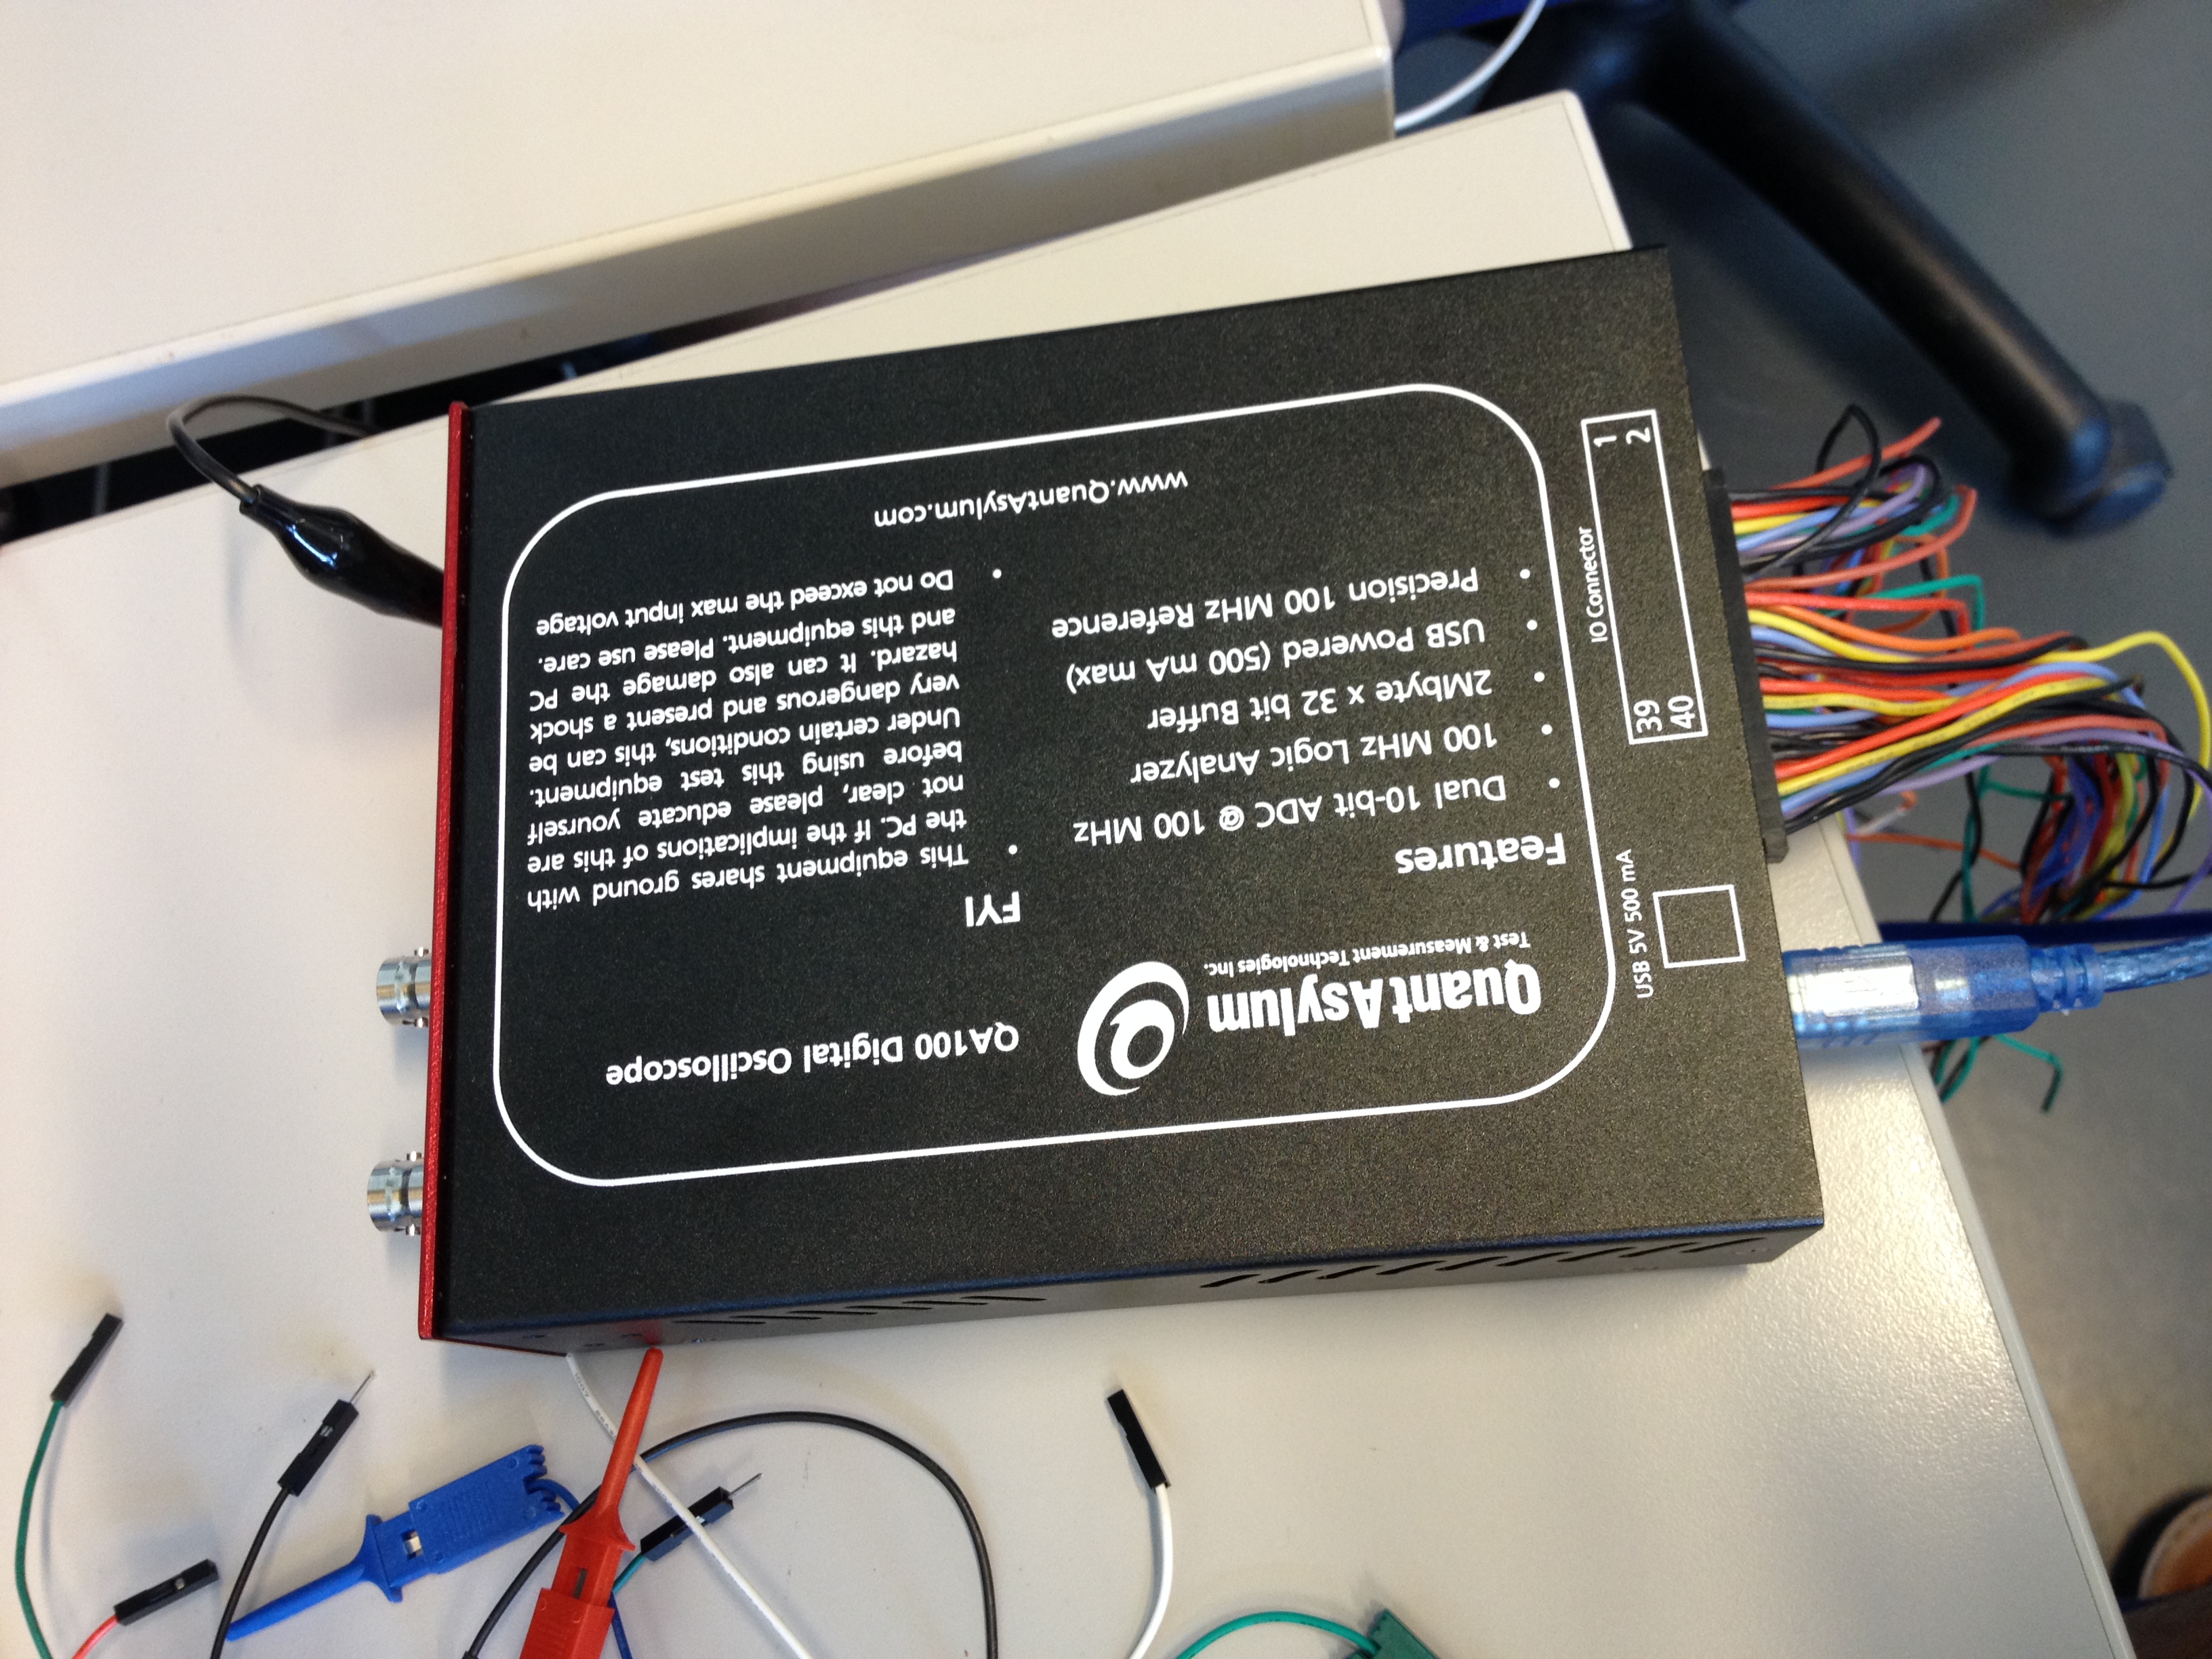 QuantAsylum
Test & Measurement Technologies Inc.
QA100 Digital Oscilloscope
Features
• Dual 10-bit ADC @ 100 MHz
• 100 MHz Logic Analyzer
• 2Mbyte x 32 bit Buffer
• USB Powered (500 mA max)
• Precision 100 MHz Reference
FYI
• This equipment shares ground with
the PC. If the implications of this are
not clear, please educate yourself
before using this test equipment.
Under certain conditions, this can be
very dangerous and present a shock
hazard. It can also damage the PC
and this equipment. Please use care.
• Do not exceed the max input voltage
www.QuantAsylum.com
USB 5V 500 mA
IO Connector
1
2
39
40